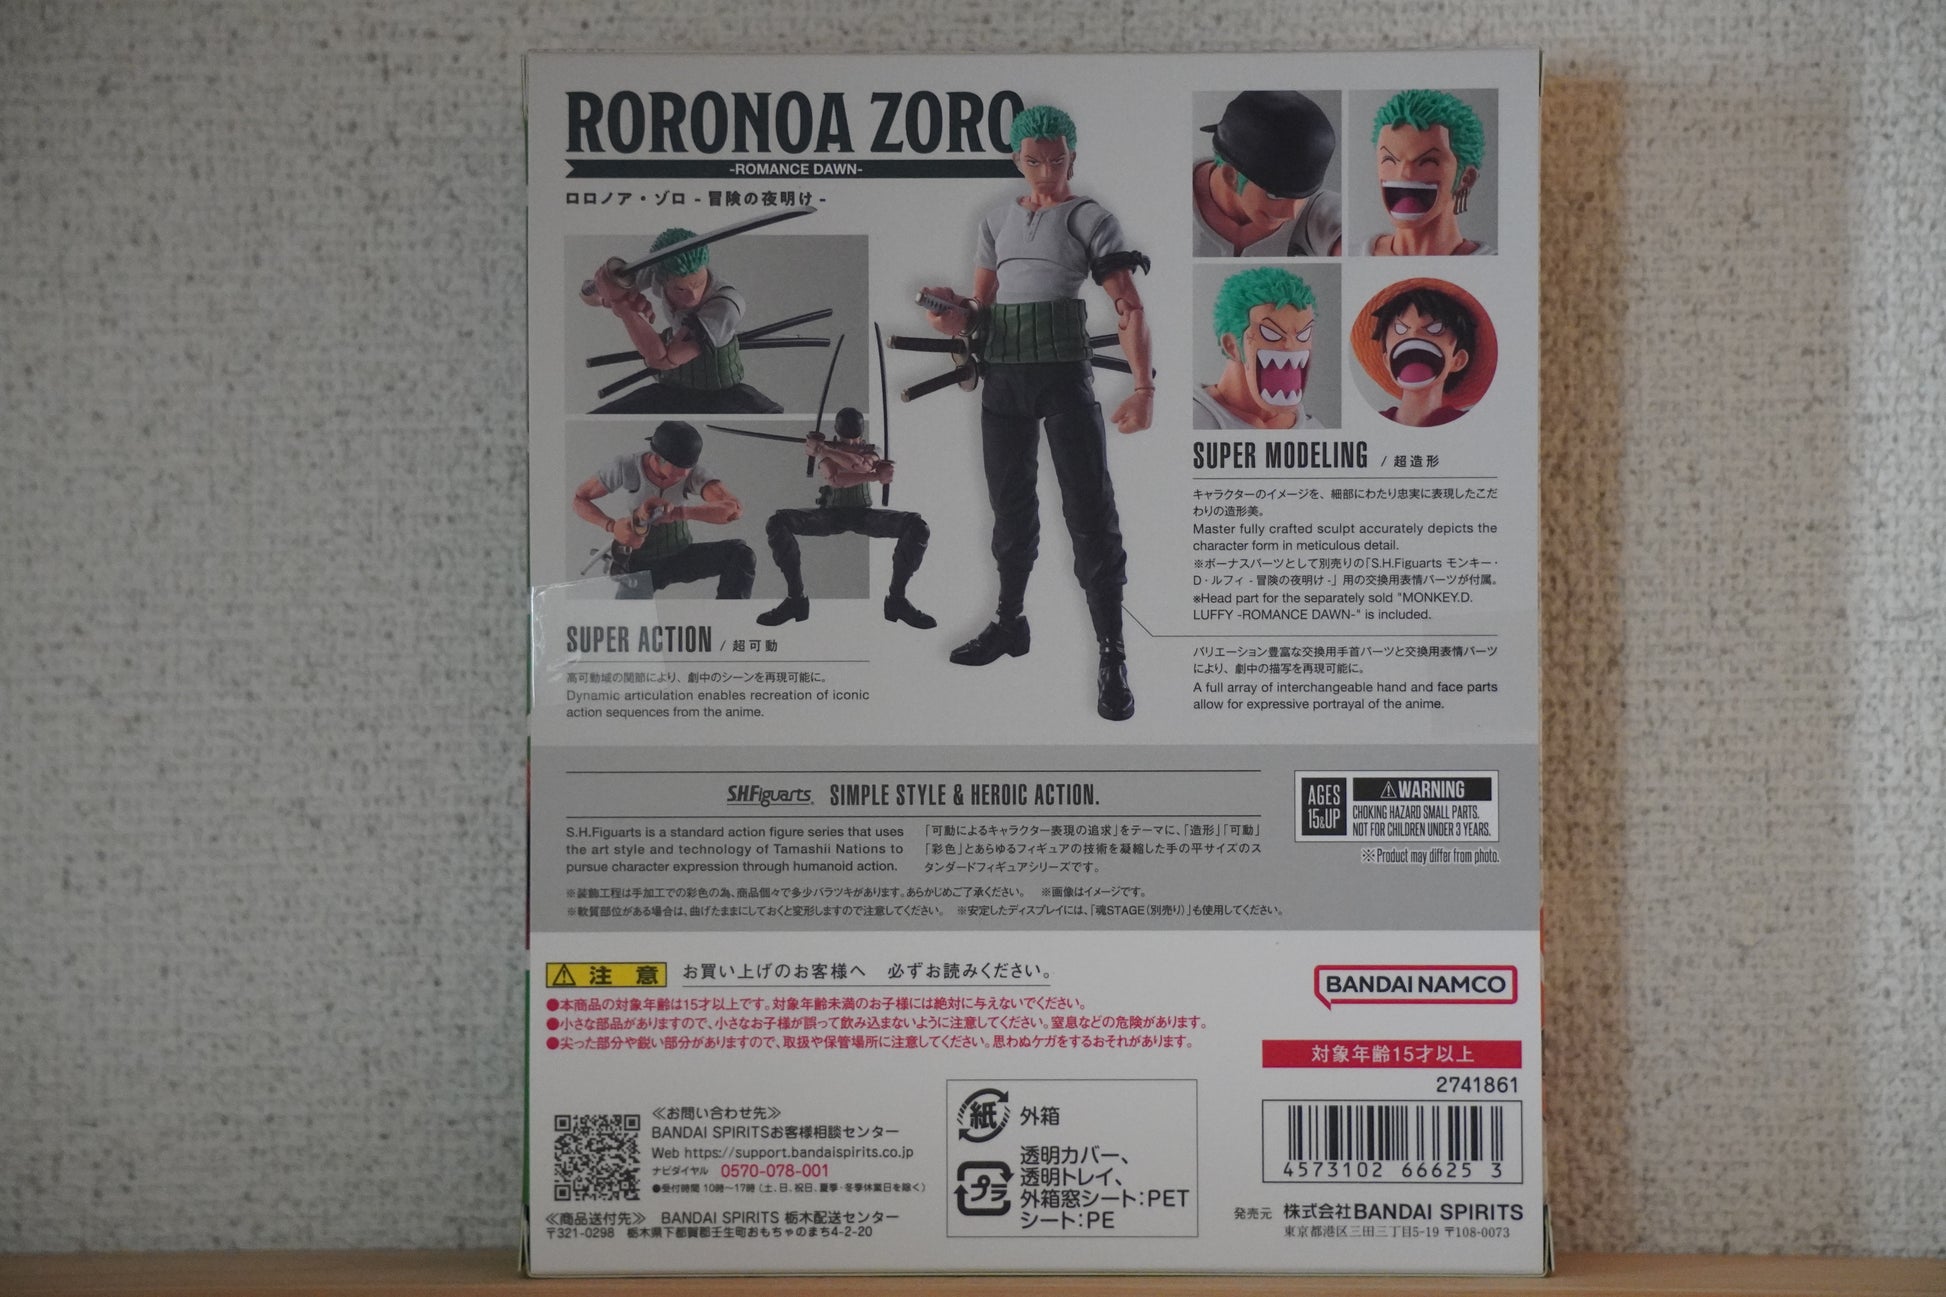 RORONOA ZORO
-ROMANCE DAWN-
ロロノア・ゾロ - 冒険の夜明け -
SUPER ACTION / 超可動
高可動域の関節により、劇中のシーンを再現可能に。
Dynamic articulation enables recreation of iconic
action sequences from the anime.
SUPER MODELING / 超造形
キャラクターのイメージを、細部にわたり忠実に表現したこだ
わりの造形美。
Master fully crafted sculpt accurately depicts the
character form in meticulous detail.
※ボーナスパーツとして別売りの「S.H.Figuarts モンキー・
D・ルフィ - 冒険の夜明け -」用の交換用表情パーツが付属。
※Head part for the separately sold "MONKEY.D.
LUFFY -ROMANCE DAWN-" is included.
バリエーション豊富な交換用手首パーツと交換用表情パーツ
により、劇中の描写を再現可能に。
A full array of interchangeable hand and face parts
allow for expressive portrayal of the anime.
S.H.Figuarts SIMPLE STYLE & HEROIC ACTION.
S.H.Figuarts is a standard action figure series that uses
the art style and technology of Tamashii Nations to
pursue character expression through humanoid action.
「可動によるキャラクター表現の追求」をテーマに、「造形」「可動」
「彩色」とあらゆるフィギュアの技術を凝縮した手の平サイズのス
タンダードフィギュアシリーズです。
※装飾工程は手加工での彩色の為、商品個々で多少バラツキがあります。あらかじめご了承ください。 ※画像はイメージです。
※軟質部位がある場合は、曲げたままにしておくと変形しますので注意してください。 ※安定したディスプレイには、「魂STAGE(別売り)」も使用してください。
AGES
15&UP
⚠WARNING
CHOKING HAZARD SMALL PARTS.
NOT FOR CHILDREN UNDER 3 YEARS.
※Product may differ from photo.
⚠注 意 お買い上げのお客様へ 必ずお読みください。
●本商品の対象年齢は15才以上です。対象年齢未満のお子様には絶対に与えないでください。
●小さな部品がありますので、小さなお子様が誤って飲み込まないように注意してください。窒息などの危険があります。
●尖った部分や鋭い部分がありますので、取扱や保管場所に注意してください。思わぬケガをするおそれがあります。
BANDAI NAMCO
対象年齢15才以上
2741861
4573102 66625 3
≪お問い合わせ先≫
BANDAI SPIRITSお客様相談センター
Web https://support.bandaispirits.co.jp
ナビダイヤル 0570-078-001
●受付時間 10時〜17時(土、日、祝日、夏季・冬季休業日を除く)
≪商品送付先≫ BANDAI SPIRITS 栃木配送センター
〒321-0298 栃木県下都賀郡壬生町おもちゃのまち4-2-20
紙 外箱
プラ 透明カバー、
透明トレイ、
外箱窓シート:PET
シート:PE
発売元 株式会社BANDAI SPIRITS
東京都港区三田三丁目5-19 〒108-0073